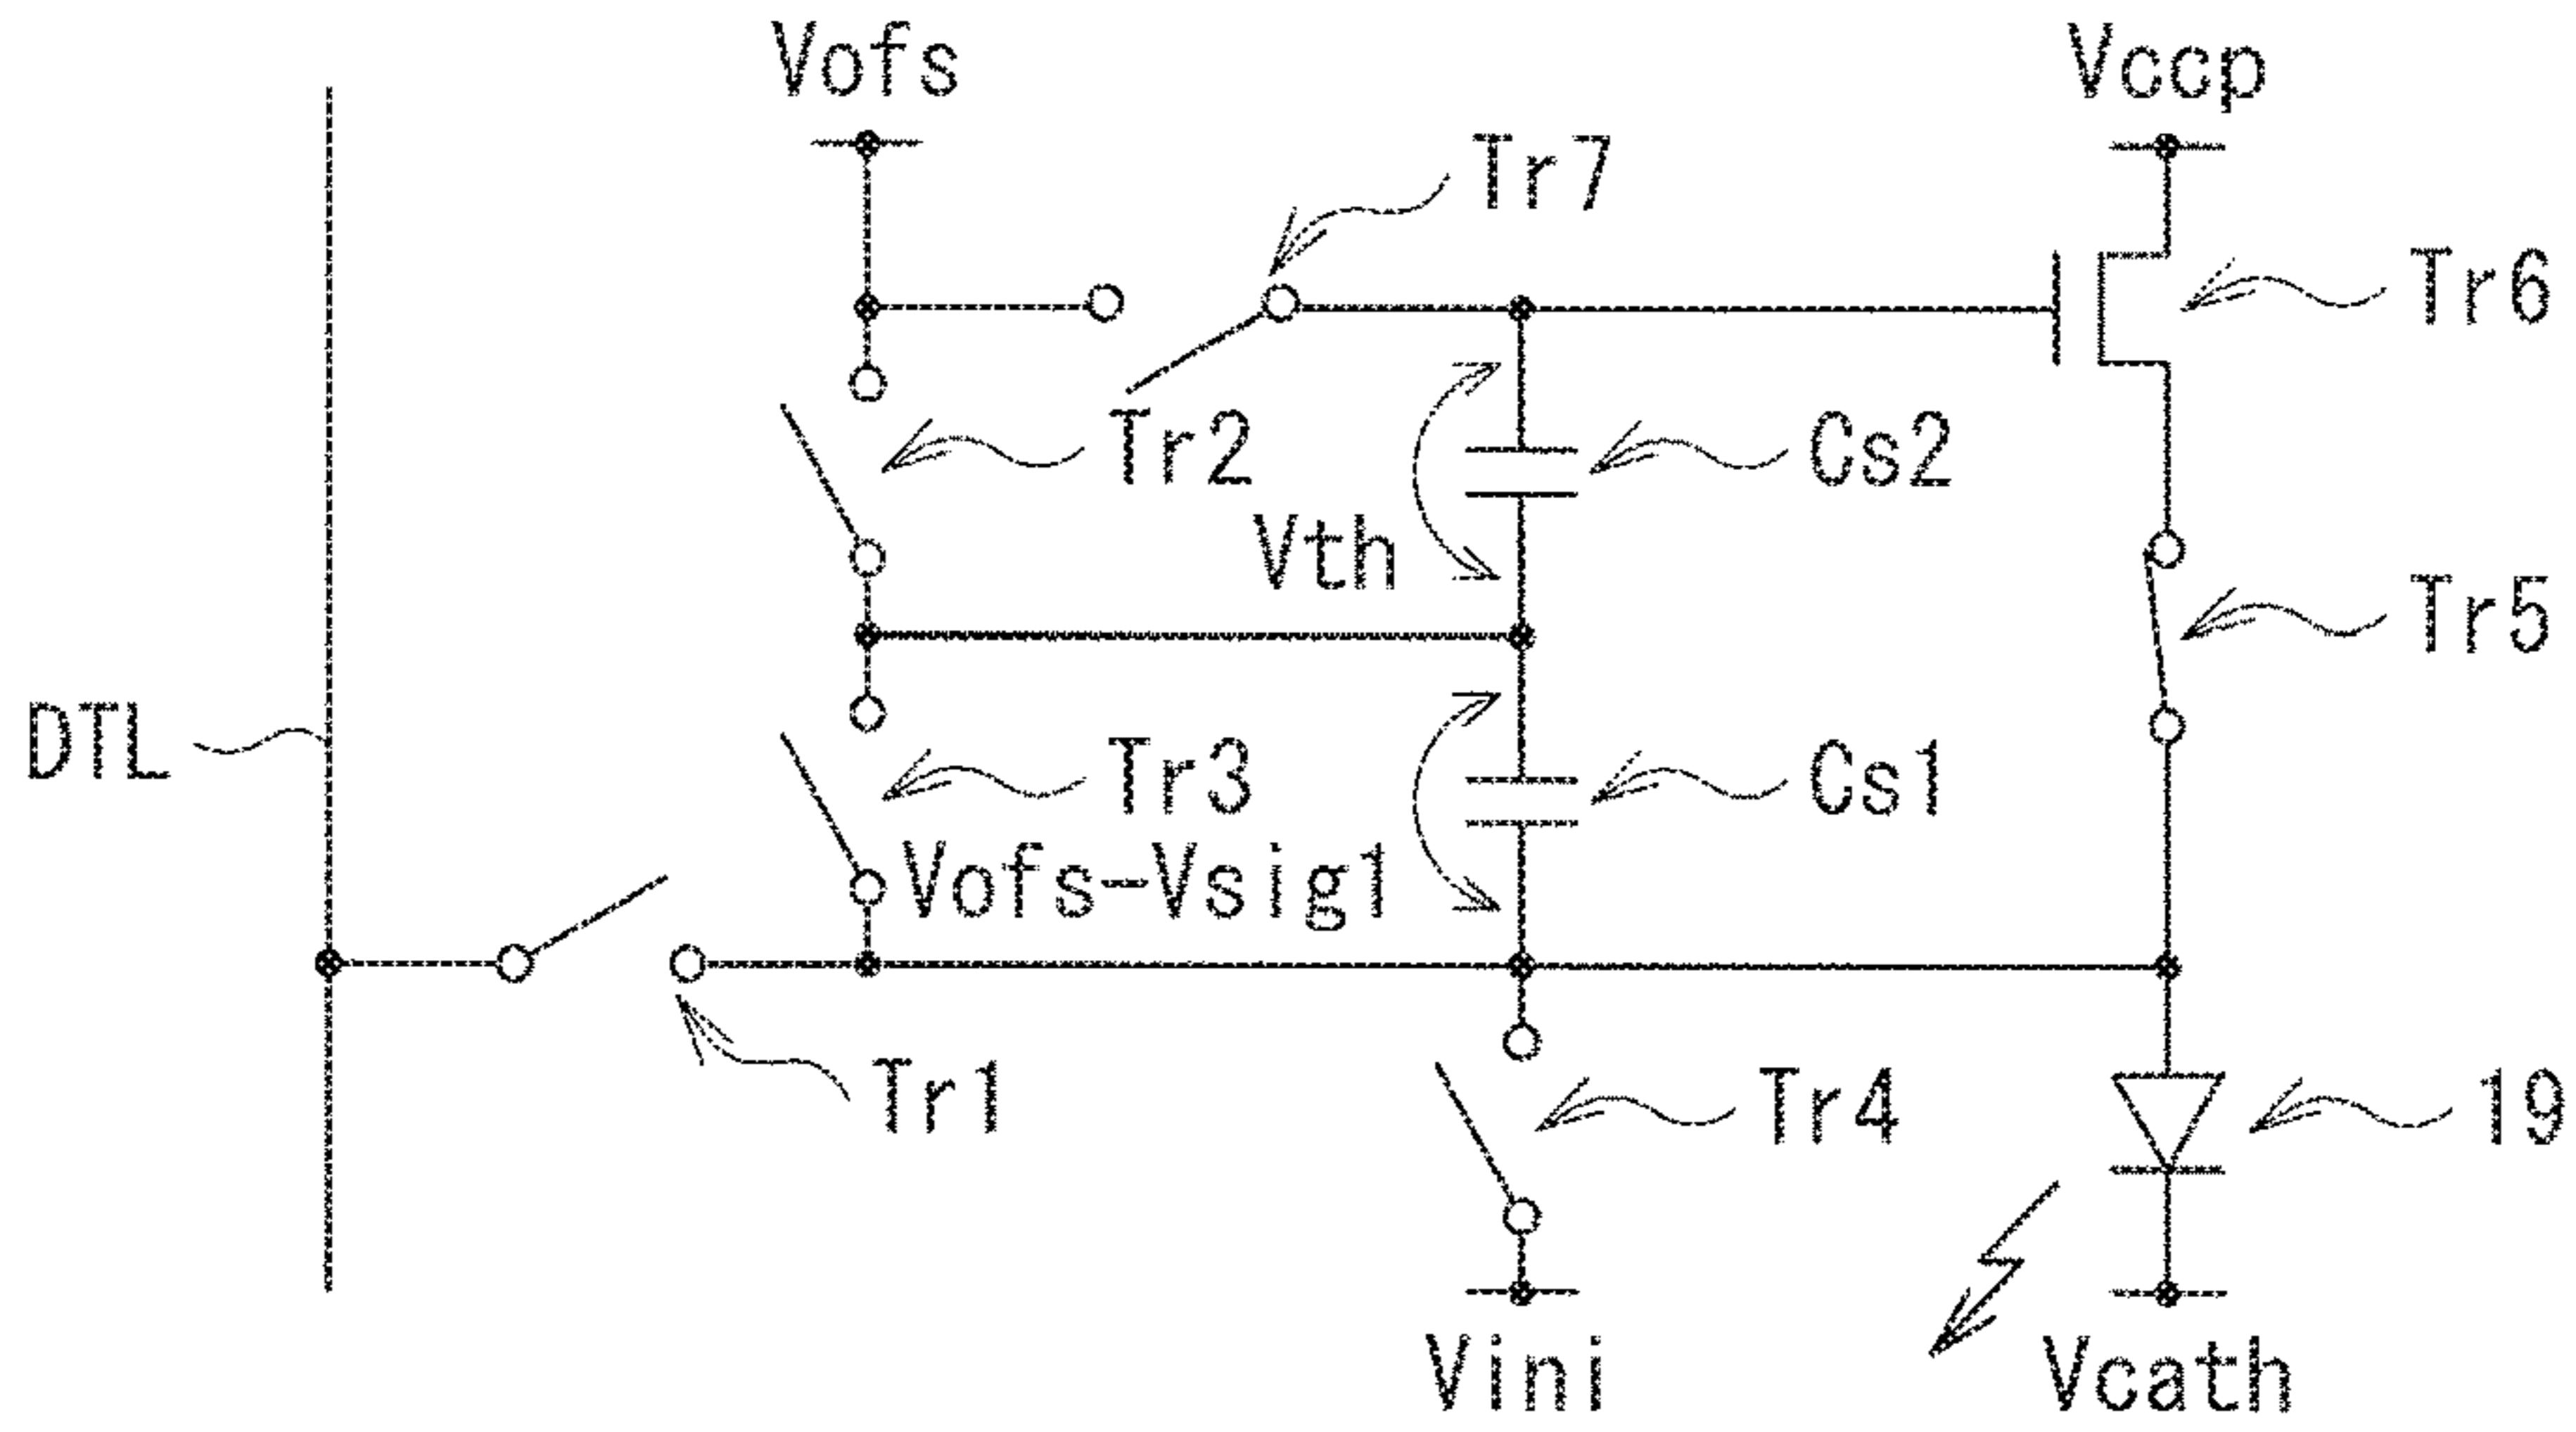 Vofs
Vccp
Tr7
Tr6
Tr2
Cs2
Vth
Tr5
DTL
Tr3
Cs1
Vofs-Vsig1
Tr1
Tr4
19
Vini
Vcath